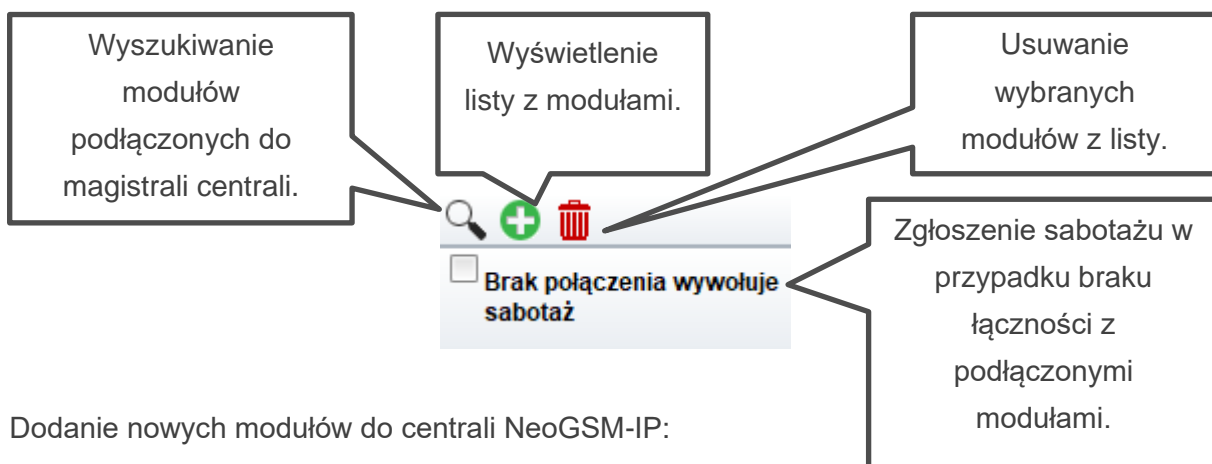 Wyszukiwanie
modułów
podłączonych do
magistrali centrali.
Wyświetlenie
listy z modułami.
Usuwanie
wybranych
modułów z listy.
Brak połączenia wywołuje
sabotaż
Zgłoszenie sabotażu w
przypadku braku
łączności z
podłączonymi
modułami.
Dodanie nowych modułów do centrali NeoGSM-IP: